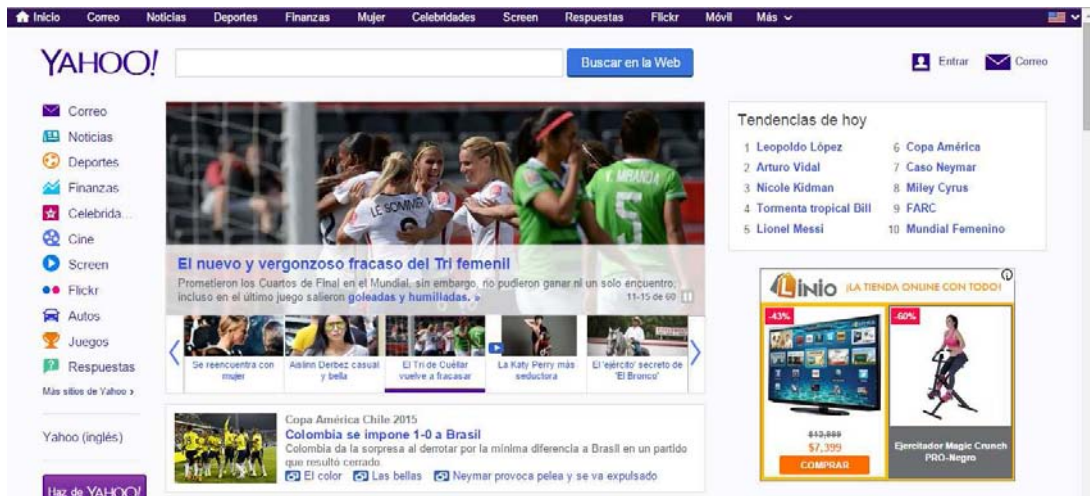 Inicio Correo Noticias Deportes Finanzas Mujer Celebridades Screen Respuestas Flickr Móvil Más
YAHOO! Buscar en la Web Entrar Correo
Correo
Noticias
Deportes
Finanzas
Celebrida...
Cine
Screen
Flickr
Autos
Juegos
Respuestas
Más sitios de Yahoo >
Yahoo (inglés)
Haz de YAHOO!
LE SOMMER
9
V. MIRANDA
5
El nuevo y vergonzoso fracaso del Tri femenil
Prometieron los Cuartos de Final en el Mundial, sin embargo, no pudieron ganar ni un solo encuentro;
incluso en el último juego salieron goleadas y humilladas. »
11-15 de 60
Se reencuentra con
mujer
Aislinn Derbez casual
y bella
El Tri de Cuéllar
vuelve a fracasar
La Katy Perry más
seductora
El 'ejército' secreto de
'El Bronco'
Copa América Chile 2015
Colombia se impone 1-0 a Brasil
Colombia da la sorpresa al derrotar por la mínima diferencia a Brasil en un partido
que resultó cerrado.
El color Las bellas Neymar provoca pelea y se va expulsado
Tendencias de hoy
1 Leopoldo López
2 Arturo Vidal
3 Nicole Kidman
4 Tormenta tropical Bill
5 Lionel Messi
6 Copa América
7 Caso Neymar
8 Miley Cyrus
9 FARC
10 Mundial Femenino
LINIO ¡LA TIENDA ONLINE CON TODO!
-43%
$7,399
COMPRAR
-60%
Ejercitador Magic Crunch
PRO-Negro